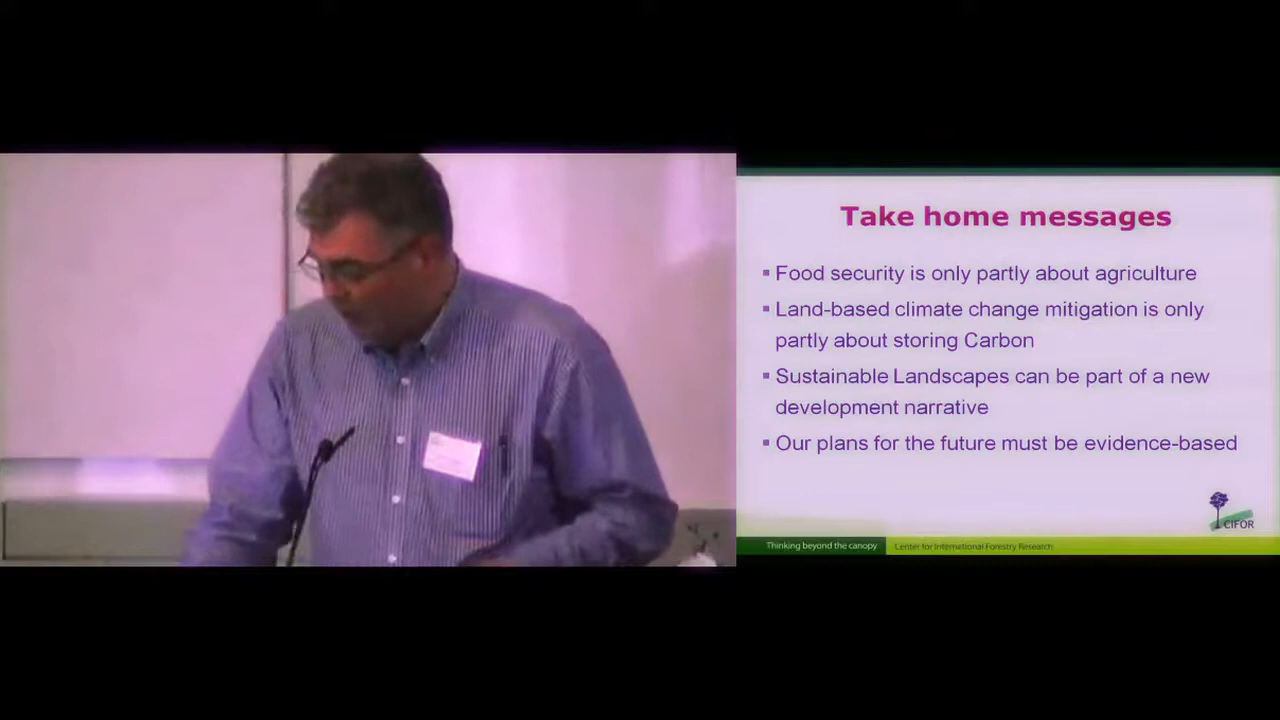 Take home messages
▪ Food security is only partly about agriculture
▪ Land-based climate change mitigation is only
partly about storing Carbon
▪ Sustainable Landscapes can be part of a new
development narrative
▪ Our plans for the future must be evidence-based
CIFOR
Thinking beyond the canopy
Center for International Forestry Research